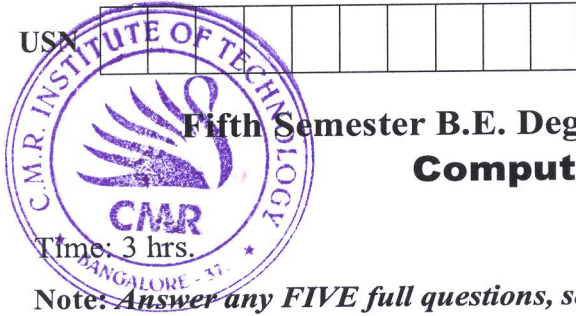 USN
C.M.R. INSTITUTE OF TECHNOLOGY
CMR
BANGALORE - 37.
Fifth Semester B.E. Deg
Comput
Time: 3 hrs.
Note: Answer any FIVE full questions, s